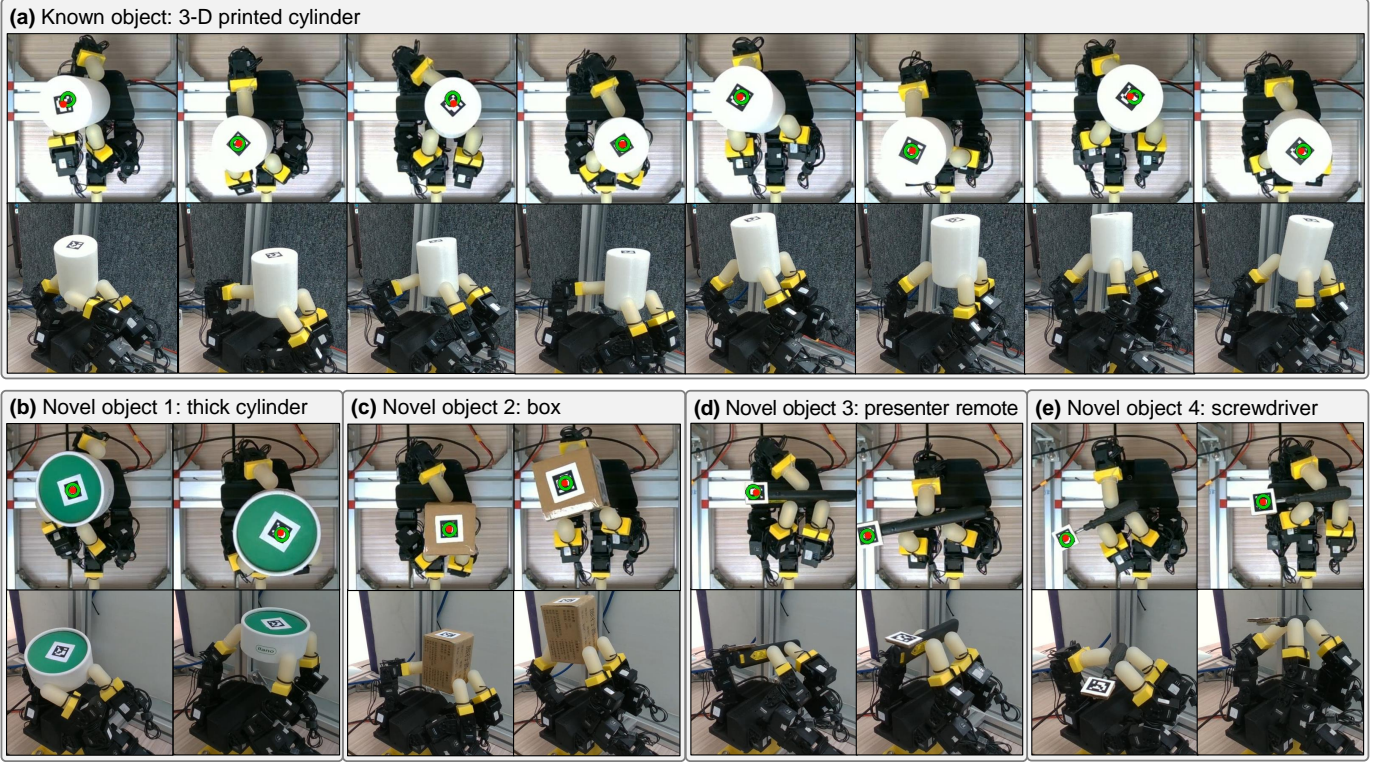 (a) Known object: 3-D printed cylinder
(b) Novel object 1: thick cylinder
(c) Novel object 2: box
(d) Novel object 3: presenter remote
(e) Novel object 4: screwdriver